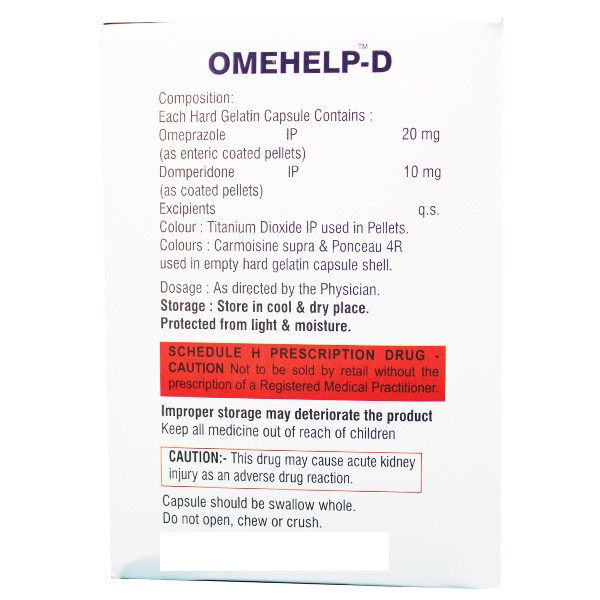 OMEHELP™-D
Composition:
Each Hard Gelatin Capsule Contains :
Omeprazole IP 20 mg
(as enteric coated pellets)
Domperidone IP 10 mg
(as coated pellets)
Excipients q.s.
Colour : Titanium Dioxide IP used in Pellets.
Colours : Carmoisine supra & Ponceau 4R
used in empty hard gelatin capsule shell.
Dosage : As directed by the Physician.
Storage : Store in cool & dry place.
Protected from light & moisture.
SCHEDULE H PRESCRIPTION DRUG -
CAUTION Not to be sold by retail without the
prescription of a Registered Medical Practitioner.
Improper storage may deteriorate the product
Keep all medicine out of reach of children
CAUTION:- This drug may cause acute kidney
injury as an adverse drug reaction.
Capsule should be swallow whole.
Do not open, chew or crush.